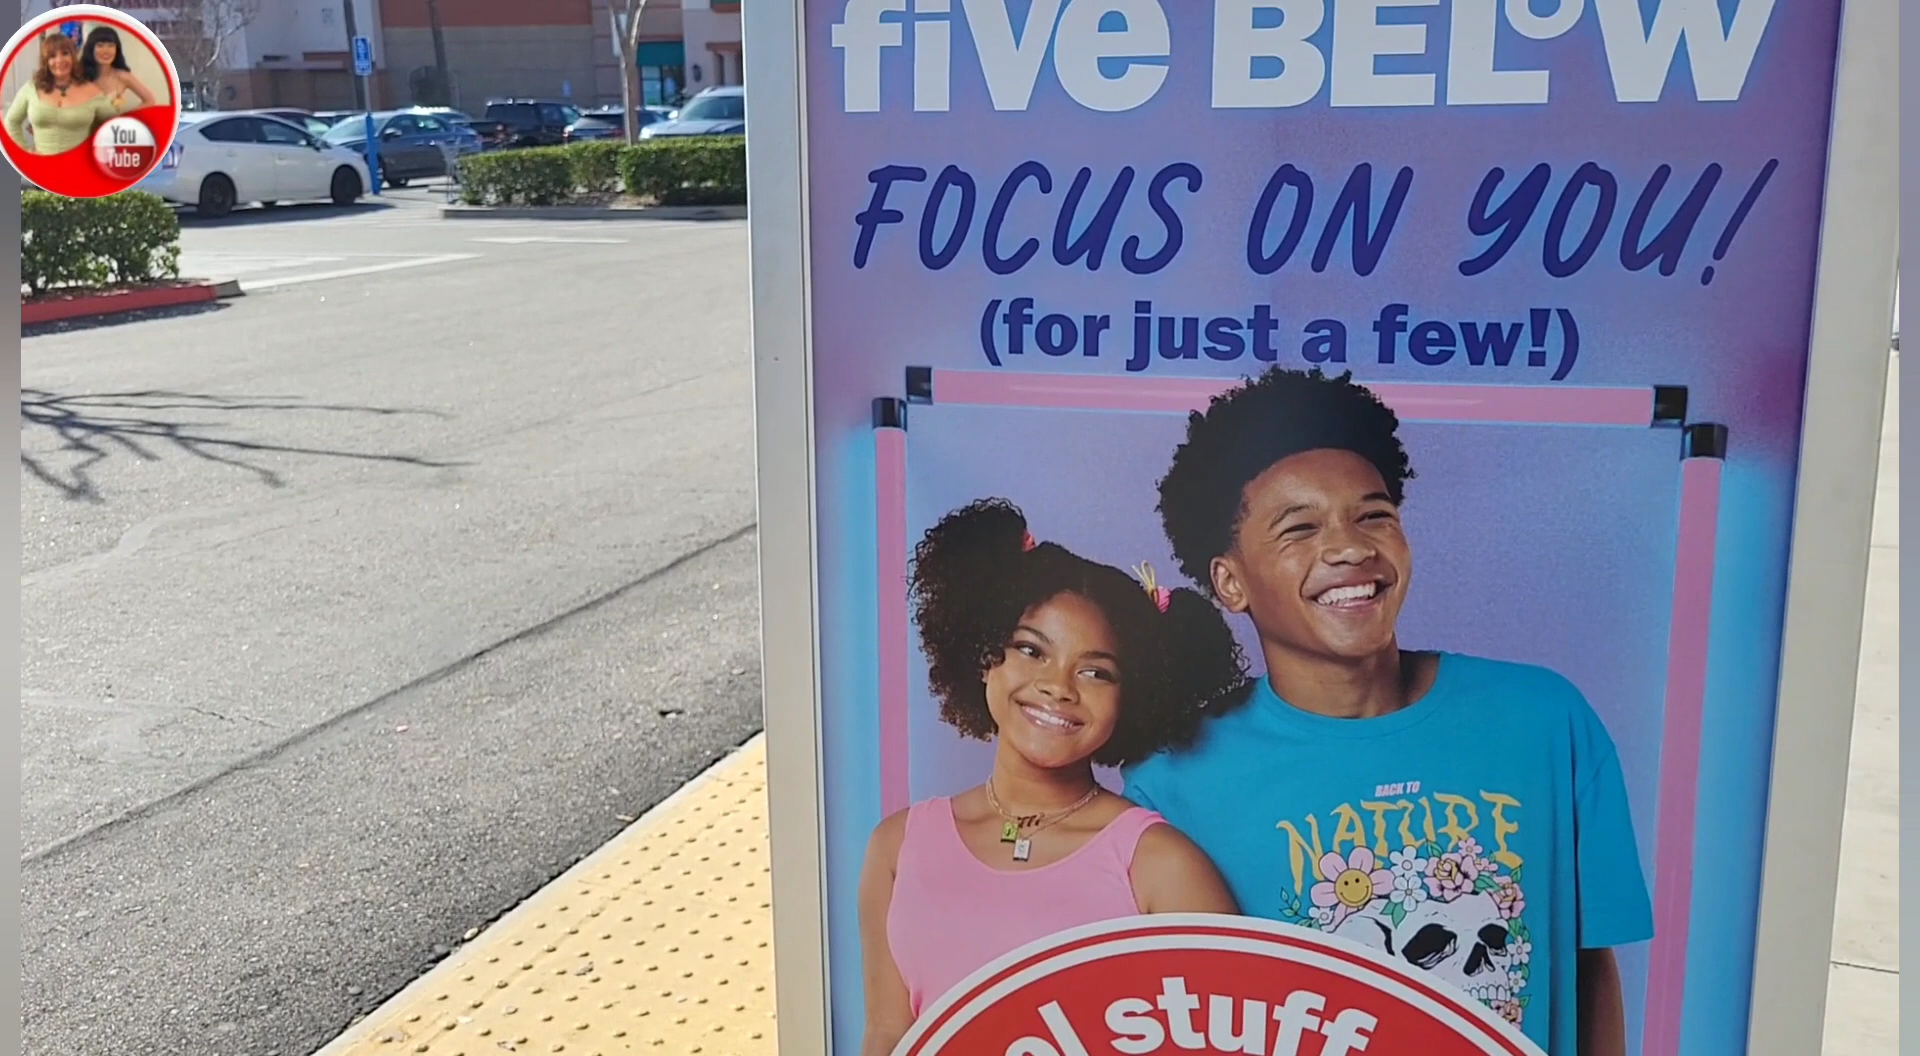 You
Tube
five BELoW
FOCUS ON YOU!
(for just a few!)
BACK TO
NATURE
stuff